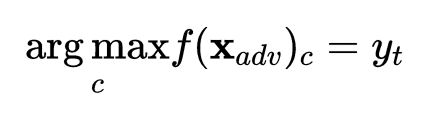 arg max f(x_adv)_c = y_t
c